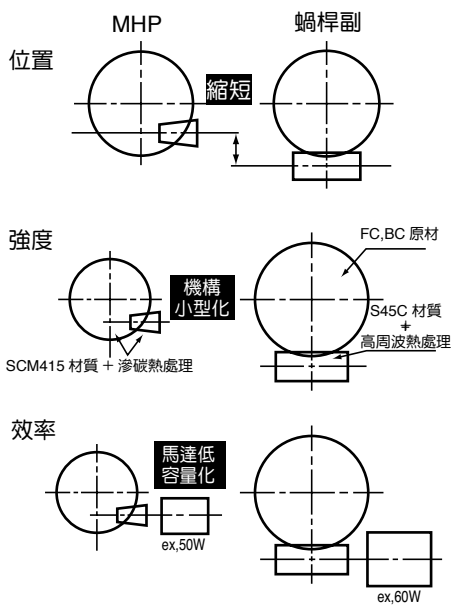 MHP
蝸桿副
位置
縮短
強度
FC,BC 原材
機構
小型化
S45C 材質
+
高周波熱處理
SCM415 材質 + 滲碳熱處理
效率
馬達低
容量化
ex,50W
ex,60W